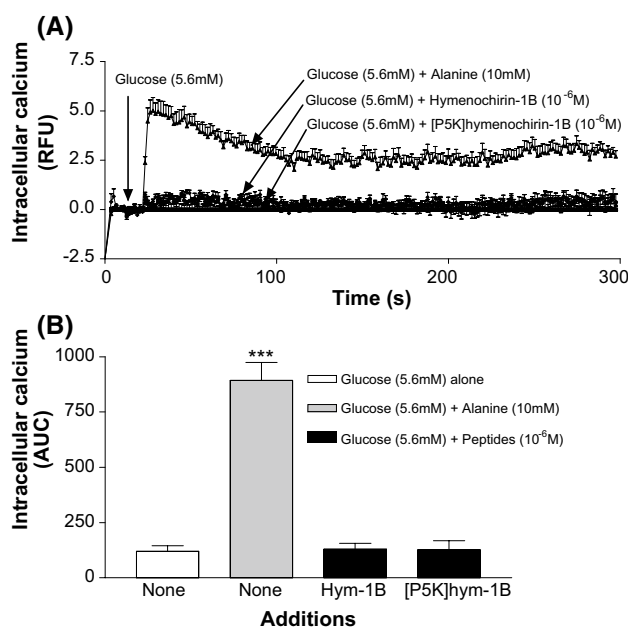 (A)
Intracellular calcium
(RFU)
7.5
5.0
2.5
0.0
-2.5
Glucose (5.6mM)
Glucose (5.6mM) + Alanine (10mM)
Glucose (5.6mM) + Hymenochirin-1B (10⁻⁶M)
Glucose (5.6mM) + [P5K]hymenochirin-1B (10⁻⁶M)
0 100 200 300
Time (s)
(B)
Intracellular calcium
(AUC)
1000
750
500
250
0
***
Glucose (5.6mM) alone
Glucose (5.6mM) + Alanine (10mM)
Glucose (5.6mM) + Peptides (10⁻⁶M)
None None Hym-1B [P5K]hym-1B
Additions